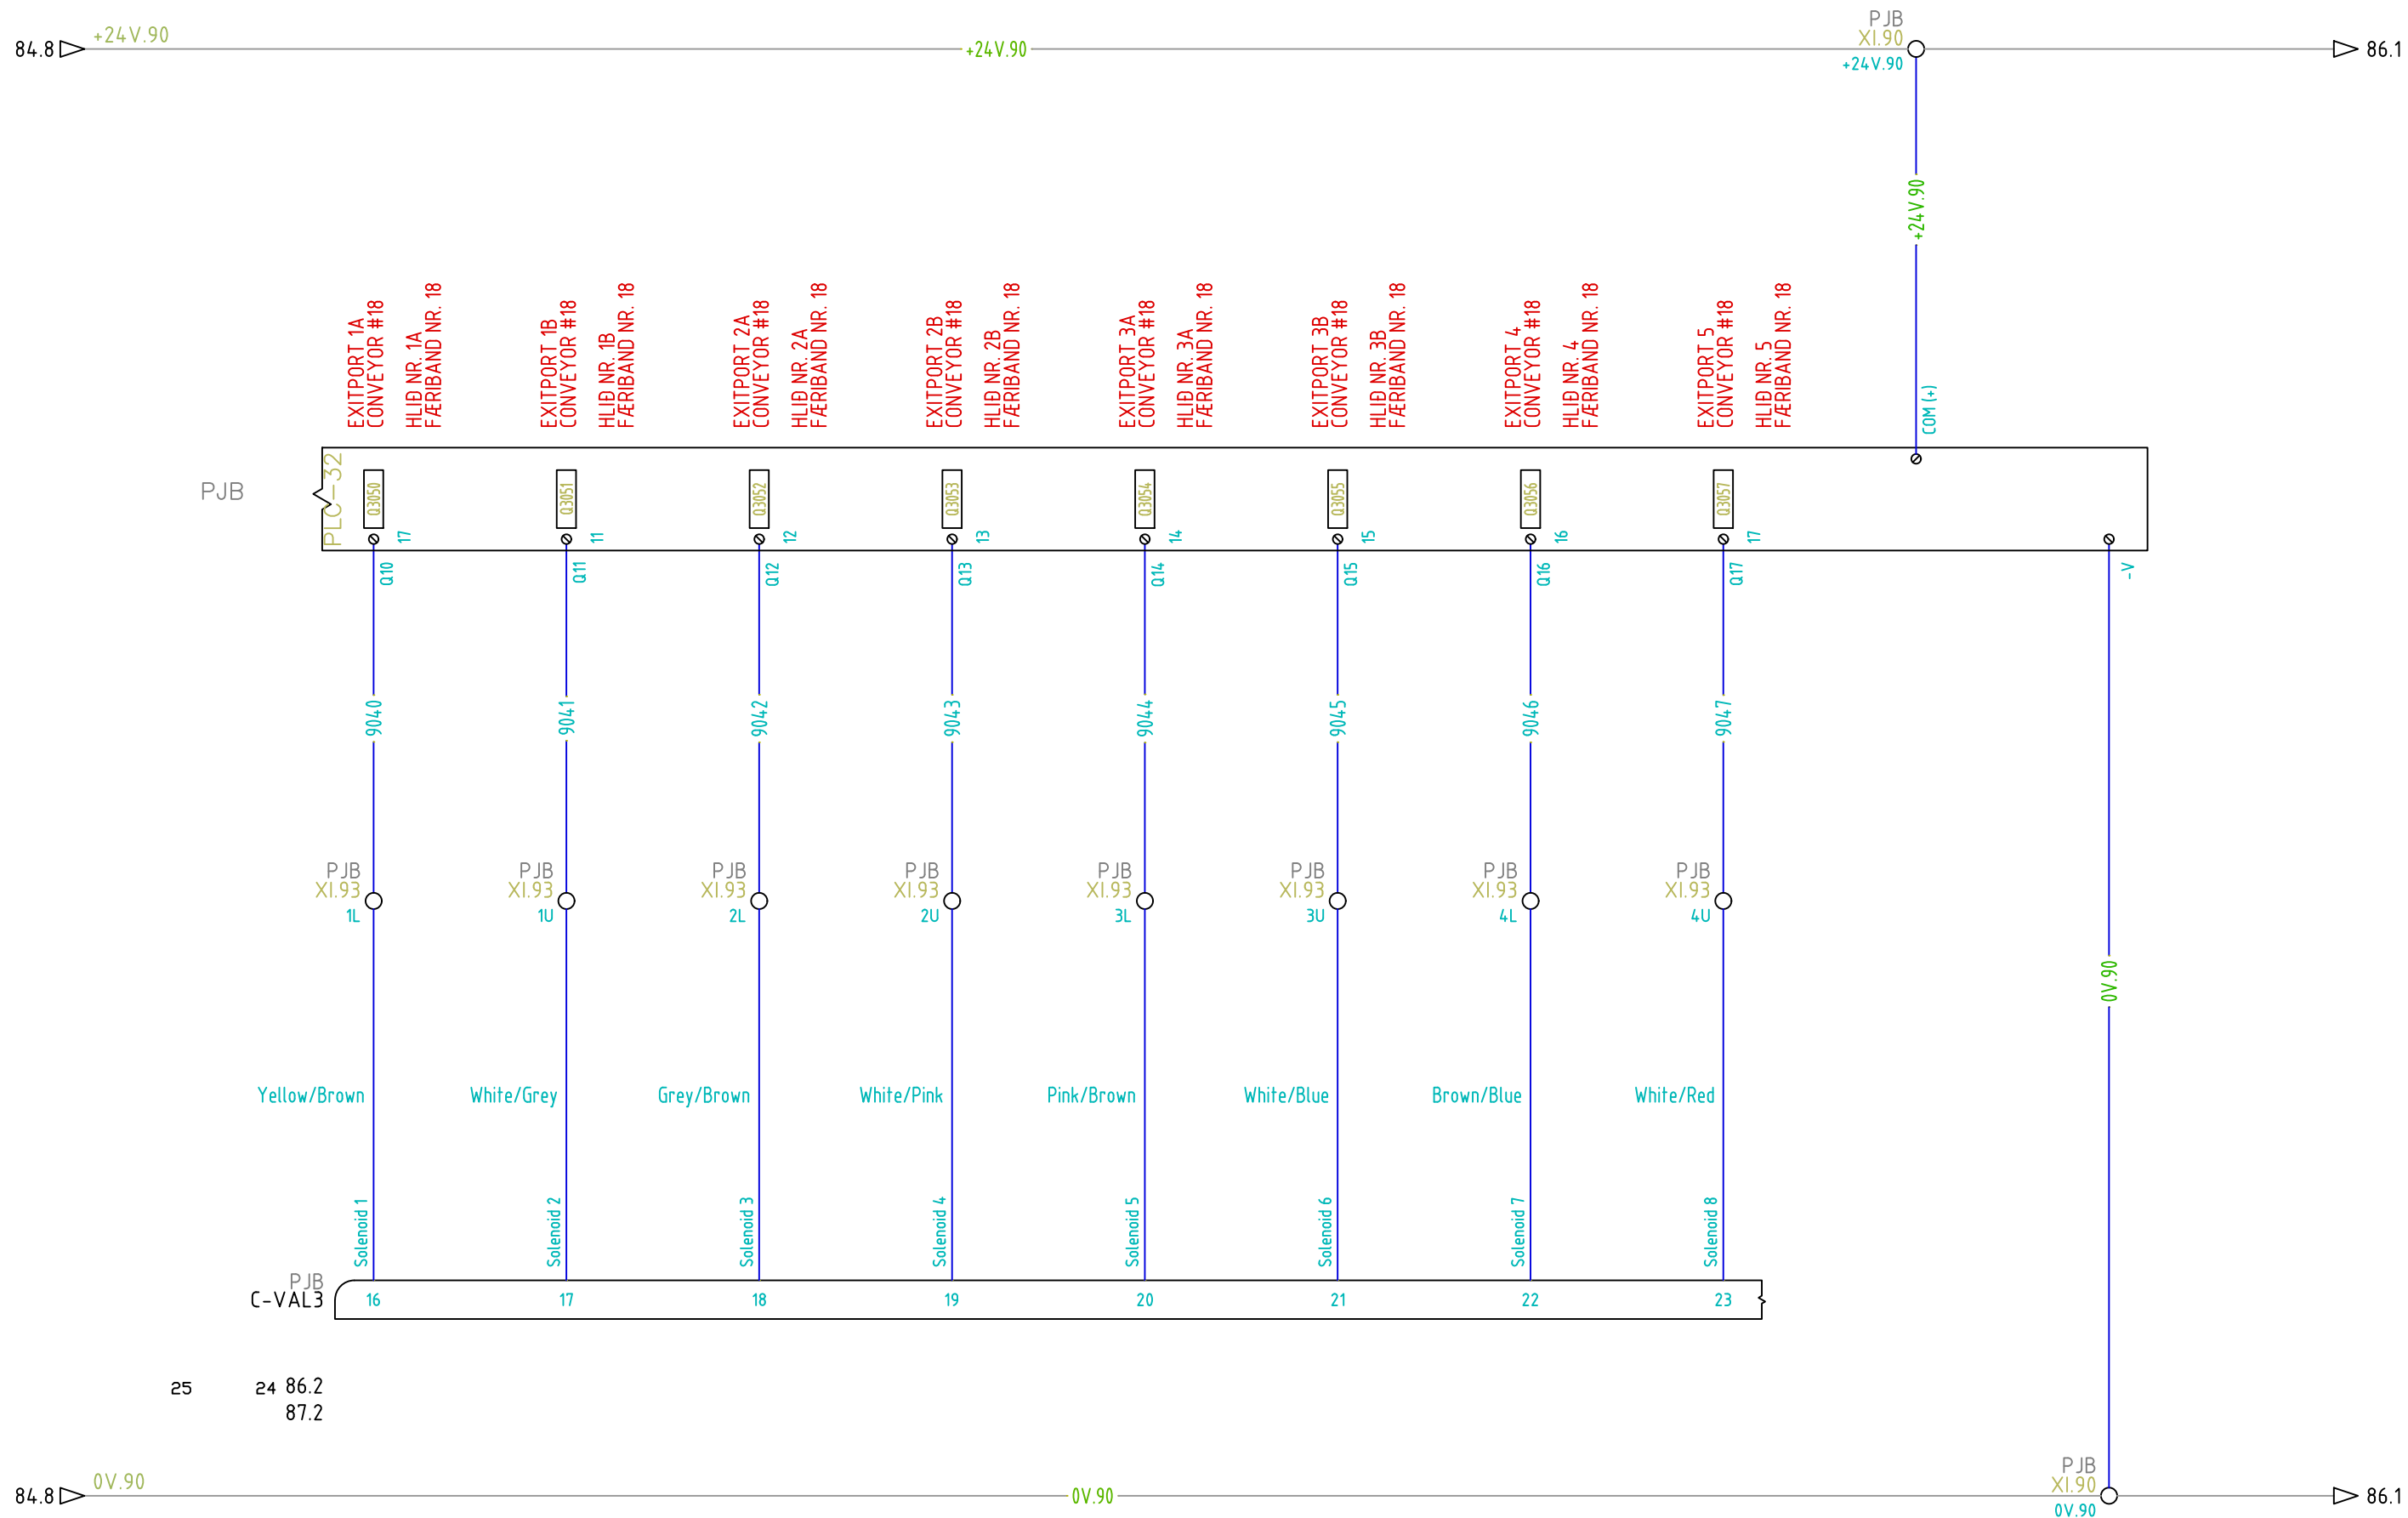 PJB
XI.90
84.8 +24V.90 +24V.90 86.1
+24V.90
+24V.90
EXITPORT 1A
CONVEYOR #18
HLIÐ NR. 1A
FÆRIBAND NR. 18
EXITPORT 1B
CONVEYOR #18
HLIÐ NR. 1B
FÆRIBAND NR. 18
EXITPORT 2A
CONVEYOR #18
HLIÐ NR. 2A
FÆRIBAND NR. 18
EXITPORT 2B
CONVEYOR #18
HLIÐ NR. 2B
FÆRIBAND NR. 18
EXITPORT 3A
CONVEYOR #18
HLIÐ NR. 3A
FÆRIBAND NR. 18
EXITPORT 3B
CONVEYOR #18
HLIÐ NR. 3B
FÆRIBAND NR. 18
EXITPORT 4
CONVEYOR #18
HLIÐ NR. 4
FÆRIBAND NR. 18
EXITPORT 5
CONVEYOR #18
HLIÐ NR. 5
FÆRIBAND NR. 18
COM (+)
PJB
PLC-32
Q3050 Q3051 Q3052 Q3053 Q3054 Q3055 Q3056 Q3057
17 11 12 13 14 15 16 17
Q10 Q11 Q12 Q13 Q14 Q15 Q16 Q17 -V
9040 9041 9042 9043 9044 9045 9046 9047
PJB PJB PJB PJB PJB PJB PJB PJB
XI.93 XI.93 XI.93 XI.93 XI.93 XI.93 XI.93 XI.93
1L 1U 2L 2U 3L 3U 4L 4U
0V.90
Yellow/Brown White/Grey Grey/Brown White/Pink Pink/Brown White/Blue Brown/Blue White/Red
Solenoid 1 Solenoid 2 Solenoid 3 Solenoid 4 Solenoid 5 Solenoid 6 Solenoid 7 Solenoid 8
PJB
C-VAL3 16 17 18 19 20 21 22 23
25 24 86.2
87.2
PJB
XI.90
84.8 0V.90 0V.90 86.1
0V.90